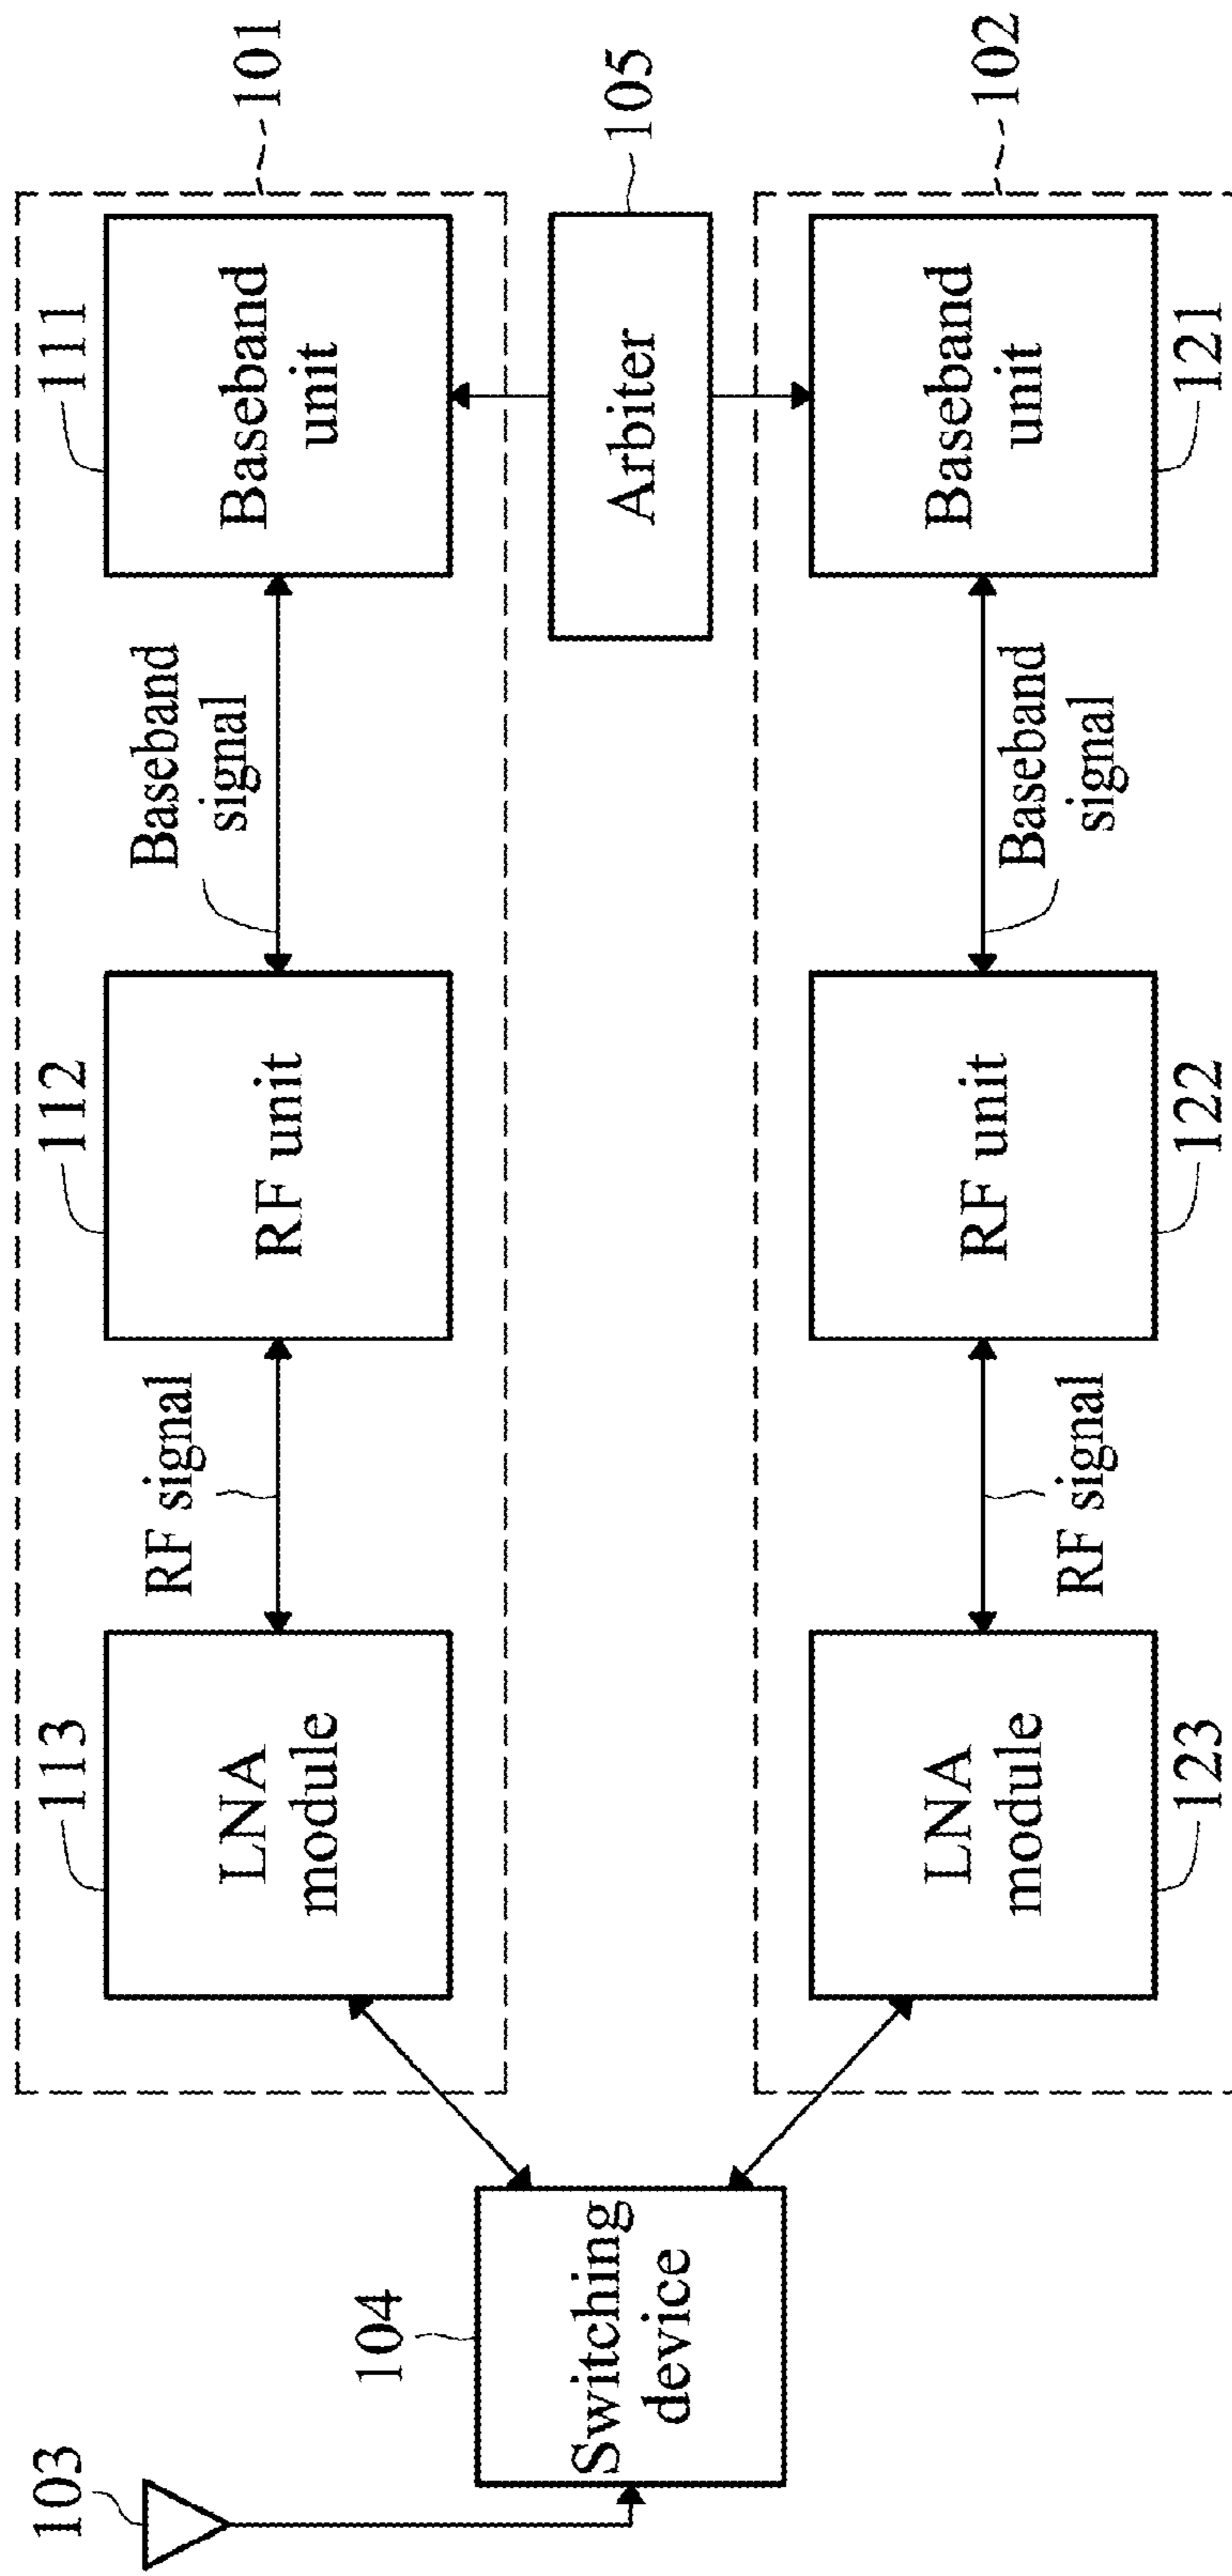 101
111
112
113
Baseband
unit
Baseband
signal
RF unit
RF signal
LNA
module
103
104
Switching
device
Arbiter
105
102
LNA
module
RF signal
RF unit
Baseband
signal
Baseband
unit
123
122
121